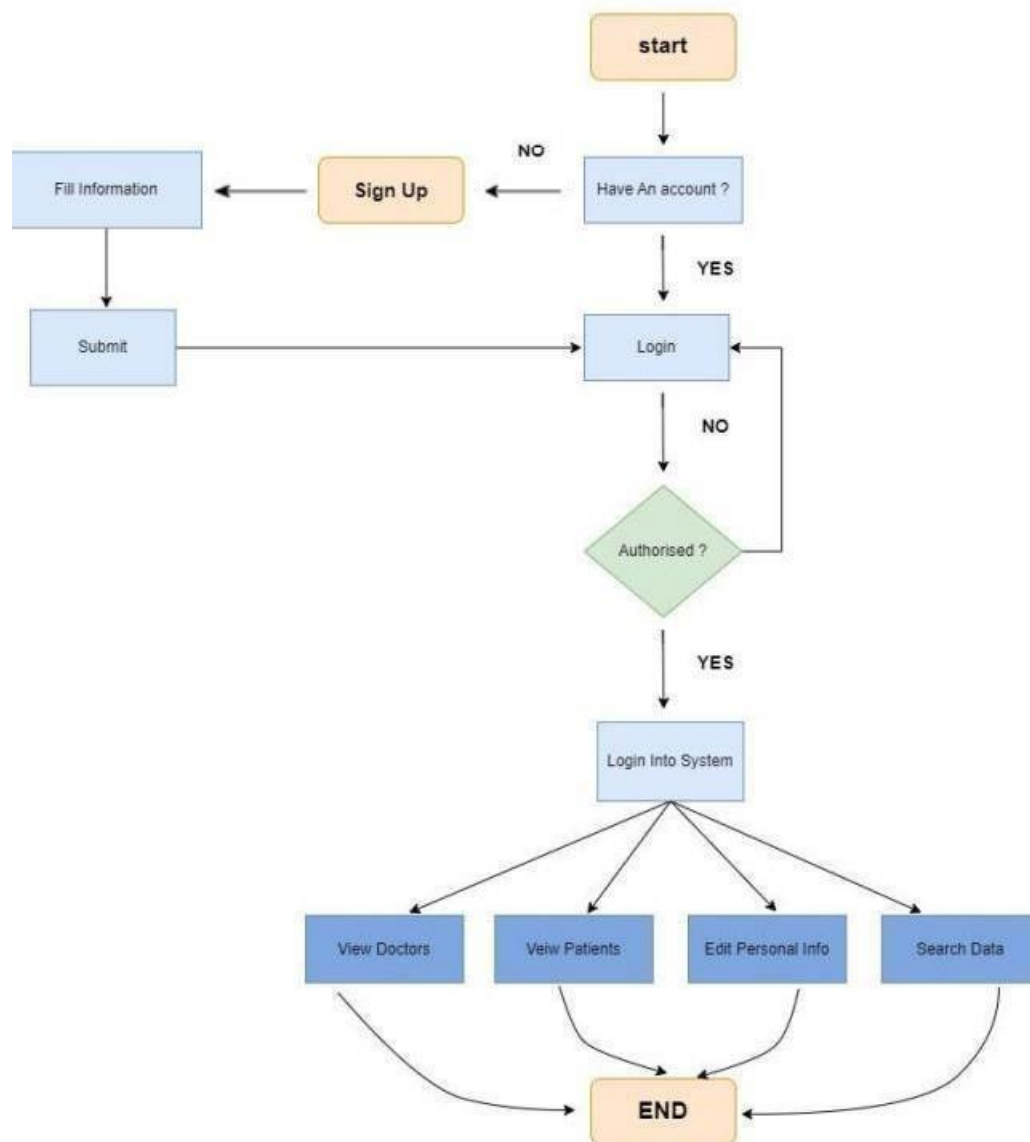 start
NO
Fill Information
Sign Up
Have An account ?
YES
Submit
Login
NO
Authorised ?
YES
Login Into System
View Doctors
Veiw Patients
Edit Personal Info
Search Data
END